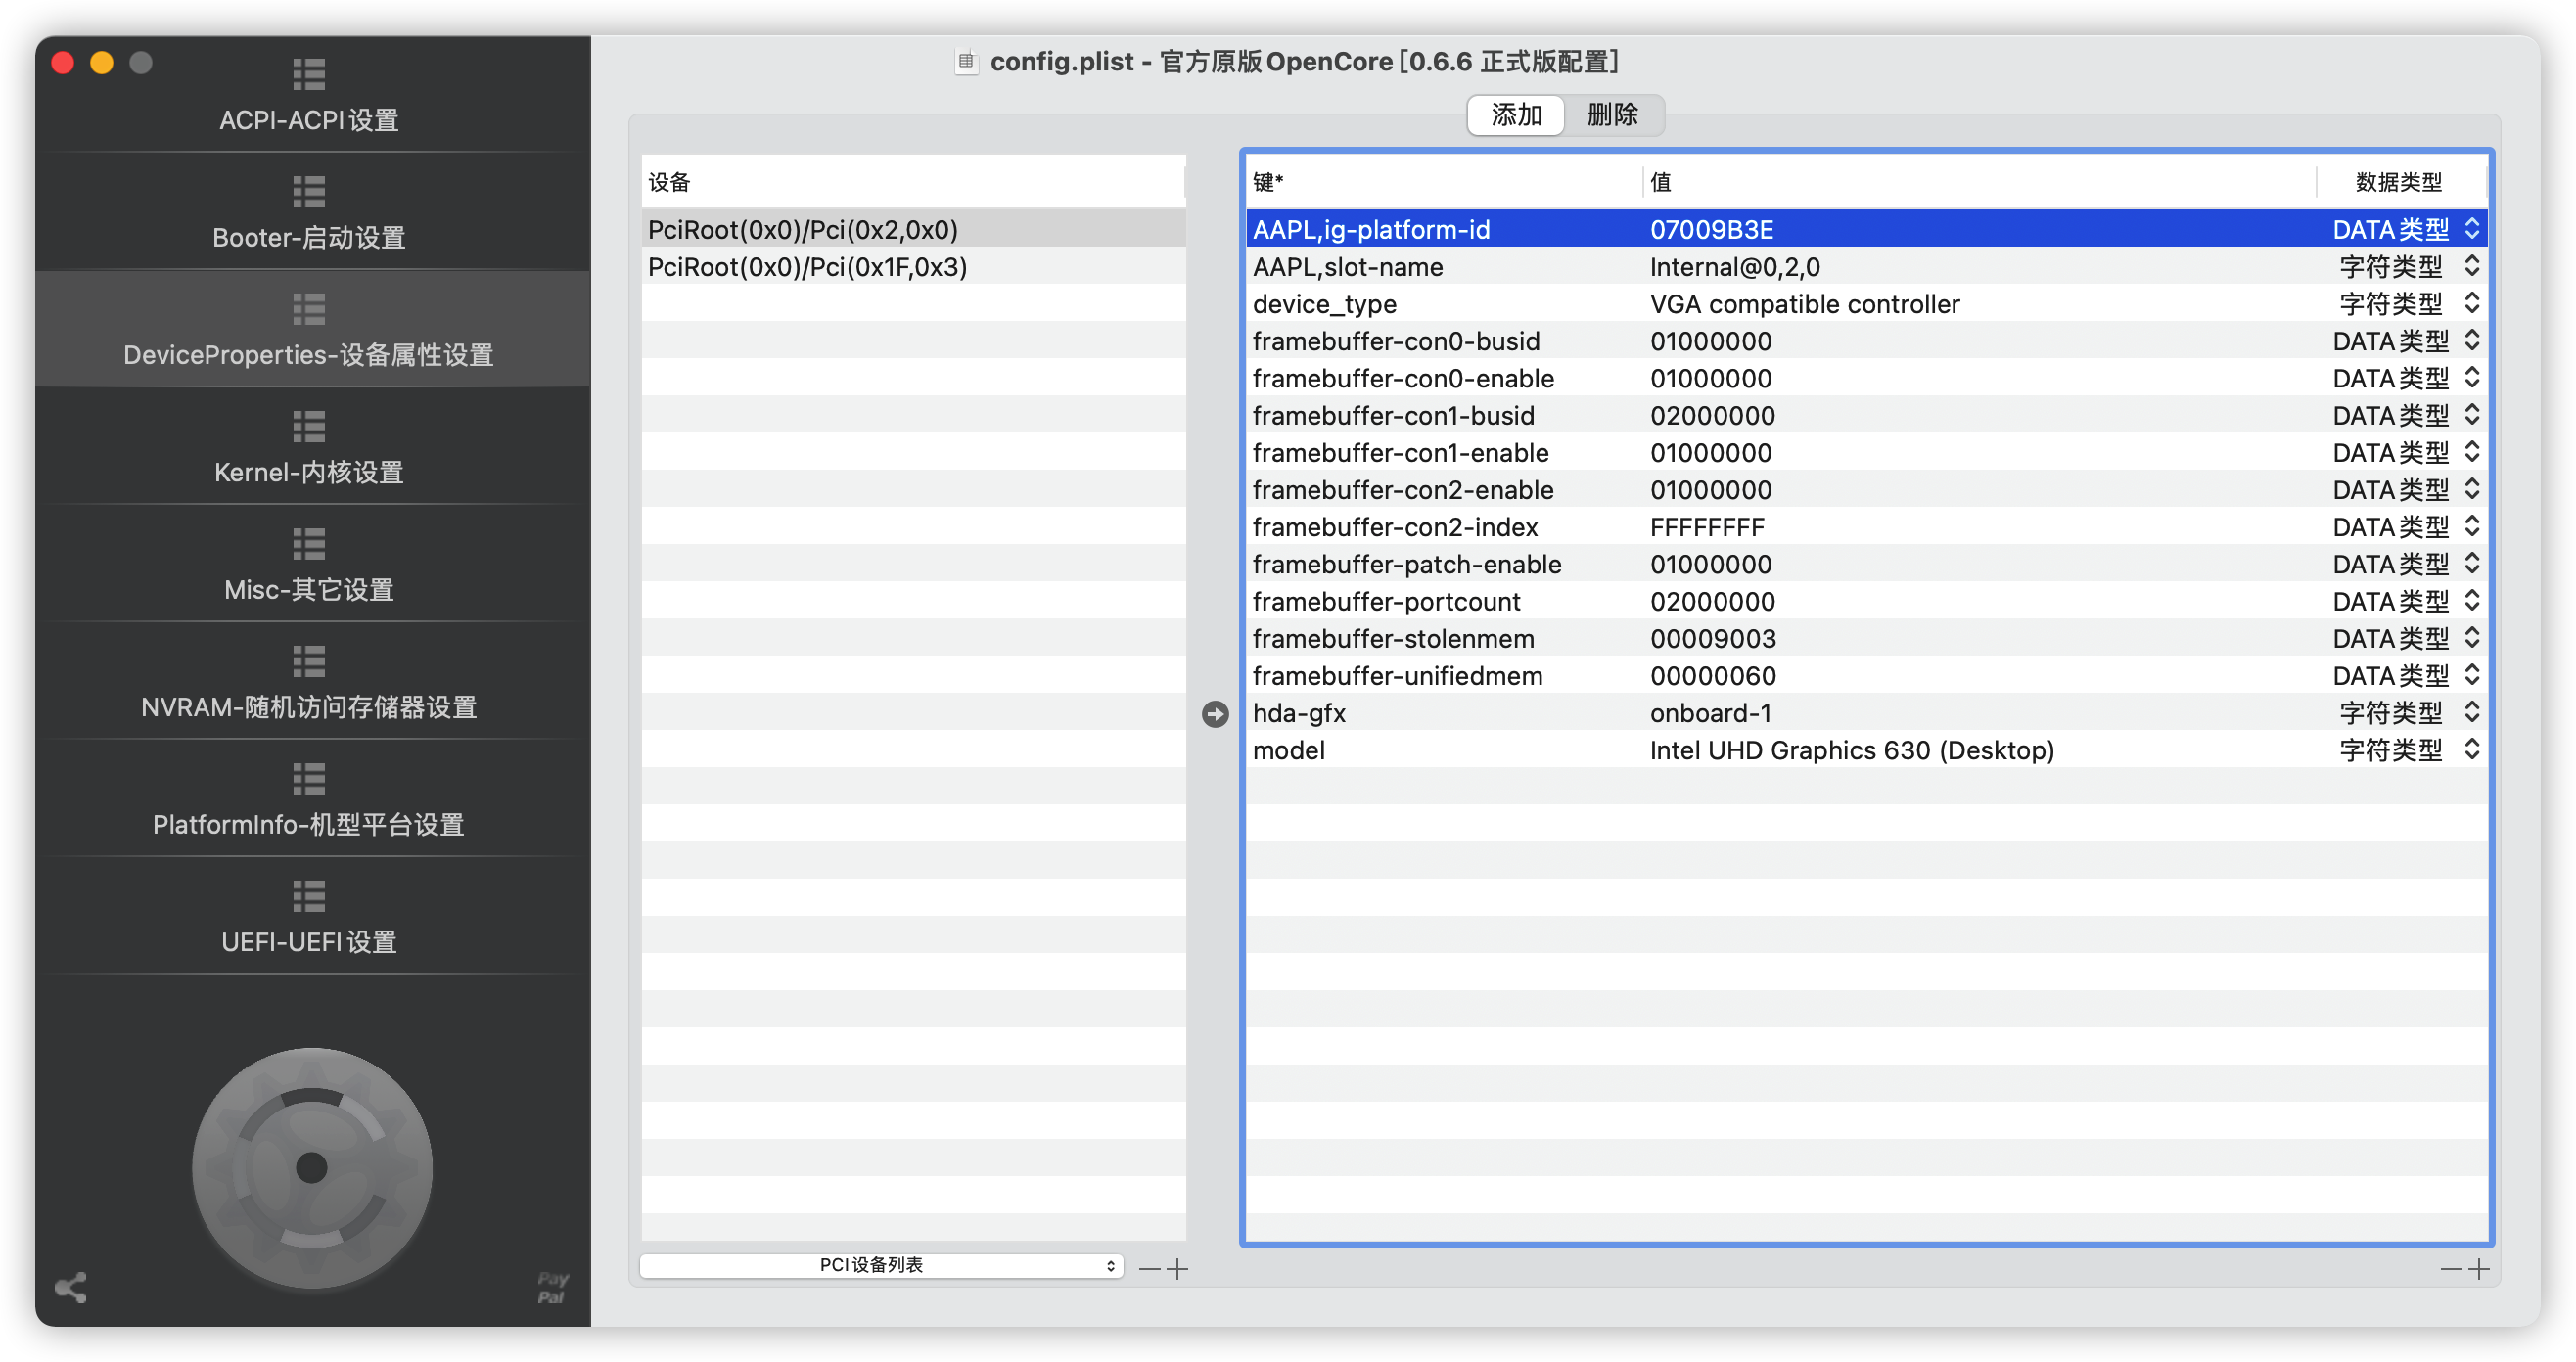 config.plist - 官方原版OpenCore [0.6.6 正式版配置]
ACPI-ACPI设置
Booter-启动设置
DeviceProperties-设备属性设置
Kernel-内核设置
Misc-其它设置
NVRAM-随机访问存储器设置
PlatformInfo-机型平台设置
UEFI-UEFI设置
Pay
Pal
添加 删除
设备
PciRoot(0x0)/Pci(0x2,0x0)
PciRoot(0x0)/Pci(0x1F,0x3)
PCI设备列表
键* 值 数据类型
AAPL,ig-platform-id 07009B3E DATA类型
AAPL,slot-name Internal@0,2,0 字符类型
device_type VGA compatible controller 字符类型
framebuffer-con0-busid 01000000 DATA类型
framebuffer-con0-enable 01000000 DATA类型
framebuffer-con1-busid 02000000 DATA类型
framebuffer-con1-enable 01000000 DATA类型
framebuffer-con2-enable 01000000 DATA类型
framebuffer-con2-index FFFFFFFF DATA类型
framebuffer-patch-enable 01000000 DATA类型
framebuffer-portcount 02000000 DATA类型
framebuffer-stolenmem 00009003 DATA类型
framebuffer-unifiedmem 00000060 DATA类型
hda-gfx onboard-1 字符类型
model Intel UHD Graphics 630 (Desktop) 字符类型